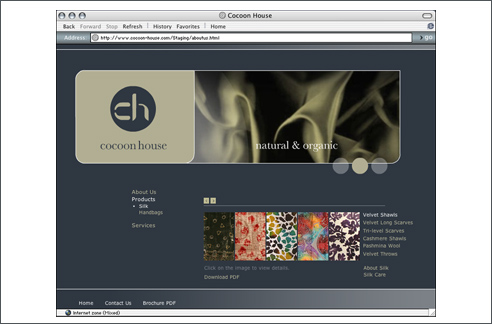 Cocoon House
Back Forward Stop Refresh History Favorites Home
Address http://www.cocoon-house.com/Staging/aboutus.html go
ch
cocoon house
natural & organic
About Us
Products
• Silk
Handbags
Services
Velvet Shawls
Velvet Long Scarves
Tri-level Scarves
Cashmere Shawls
Pashmina Wool
Velvet Throws
Click on the image to view details.
Download PDF
About Silk
Silk Care
Home Contact Us Brochure PDF
Internet zone (Mixed)